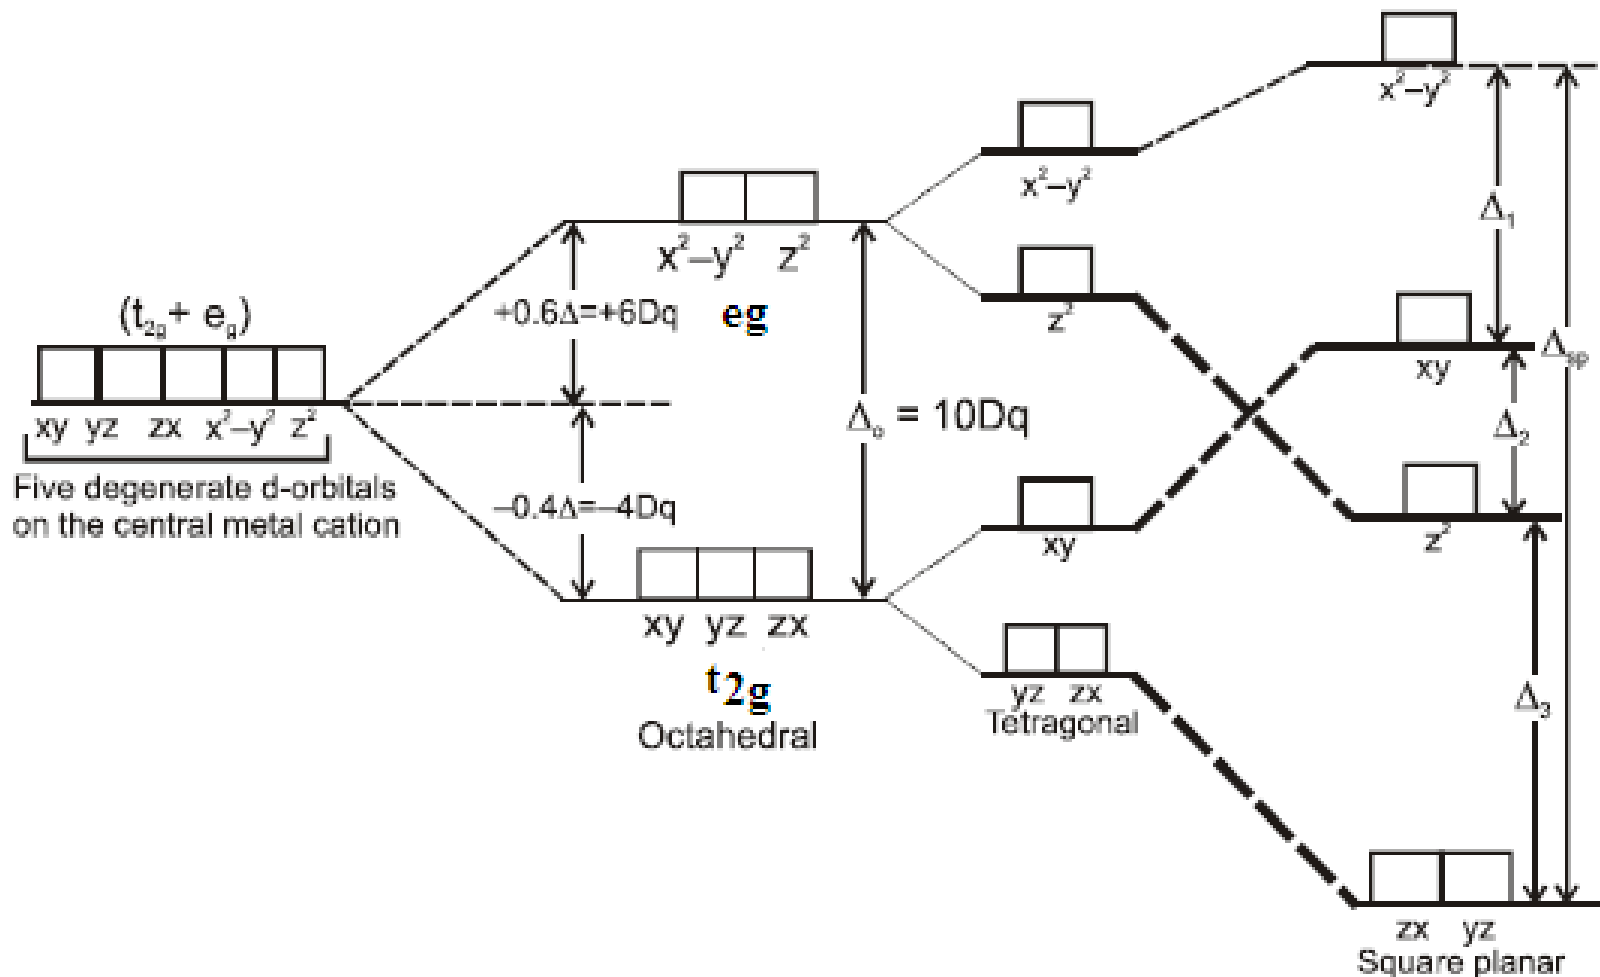 (t₂g + eg)
xy yz zx x²–y² z²
Five degenerate d-orbitals
on the central metal cation
+0.6Δ=+6Dq
–0.4Δ=–4Dq
x²–y² z²
eg
Δₒ = 10Dq
xy yz zx
t2g
Octahedral
x²–y²
z²
xy
yz zx
Tetragonal
x²–y²
Δ₁
xy
Δsp
Δ₂
z²
Δ₃
zx yz
Square planar